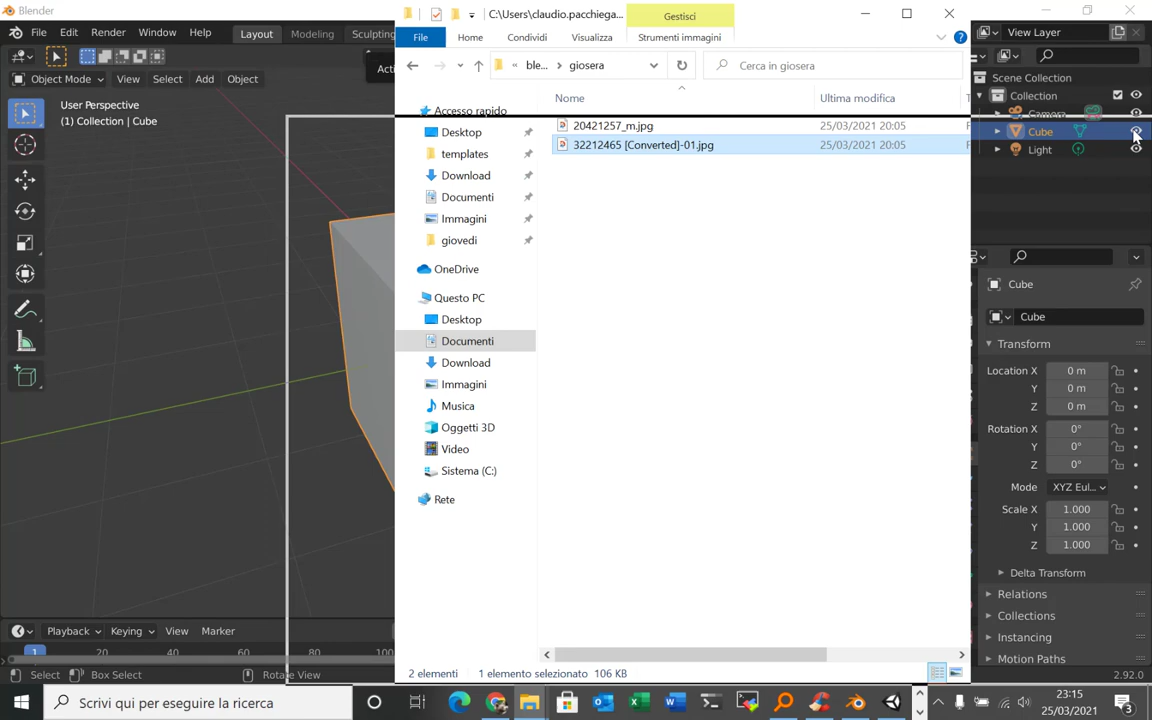 Blender
C:\Users\claudio.pacchiega... Gestisci
File Edit Render Window Help Layout Modeling Sculpting
File Home Condividi Visualizza Strumenti immagini
View Layer
Object Mode View Select Add Object
ble... giosera Cerca in giosera
Scene Collection
Collection
Camera
Cube
Light
User Perspective
(1) Collection | Cube
Nome Ultima modifica
20421257_m.jpg 25/03/2021 20:05
32212465 [Converted]-01.jpg 25/03/2021 20:05
Accesso rapido
Desktop
templates
Download
Documenti
Immagini
giovedi
OneDrive
Questo PC
Desktop
Documenti
Download
Immagini
Musica
Oggetti 3D
Video
Sistema (C:)
Rete
Cube
Cube
Transform
Location X 0 m
Y 0 m
Z 0 m
Rotation X 0°
Y 0°
Z 0°
Mode XYZ Eul...
Scale X 1.000
Y 1.000
Z 1.000
Delta Transform
Relations
Collections
Instancing
Motion Paths
2 elementi 1 elemento selezionato 106 KB
Playback Keying View Marker
1 20 40 60 80 100
Select Box Select Rotate View
2.92.0
Scrivi qui per eseguire la ricerca
23:15
25/03/2021
3